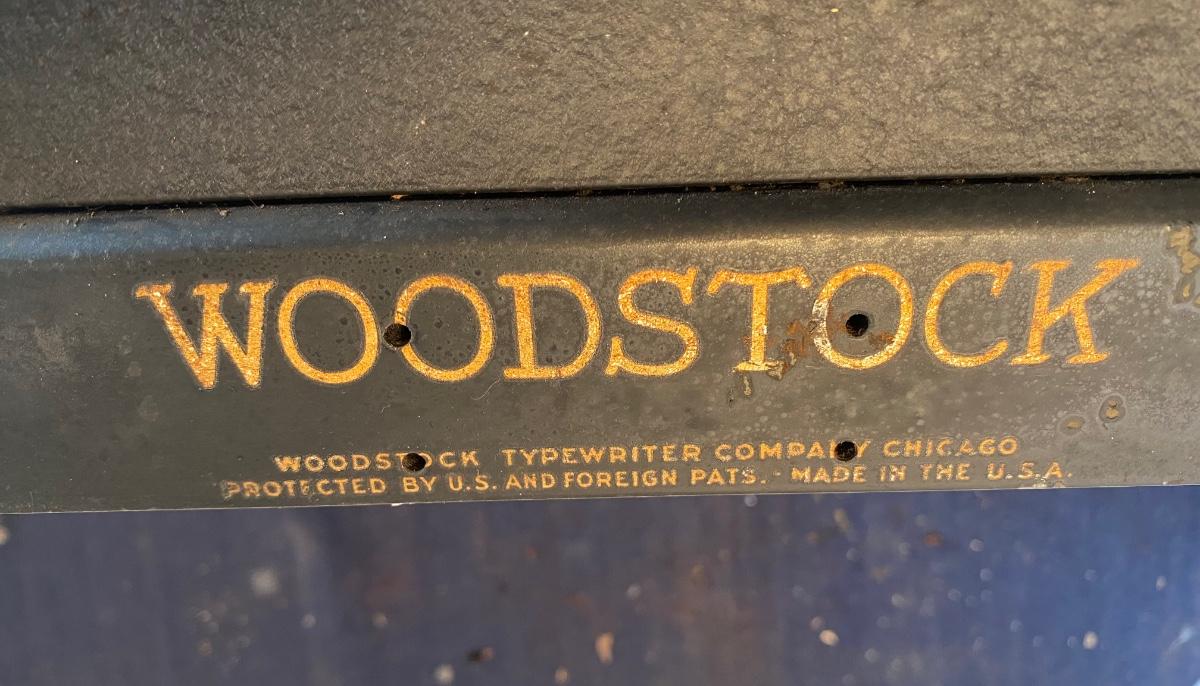 WOODSTOCK
WOODSTOCK TYPEWRITER COMPANY CHICAGO
PROTECTED BY U.S. AND FOREIGN PATS. · MADE IN THE U.S.A.